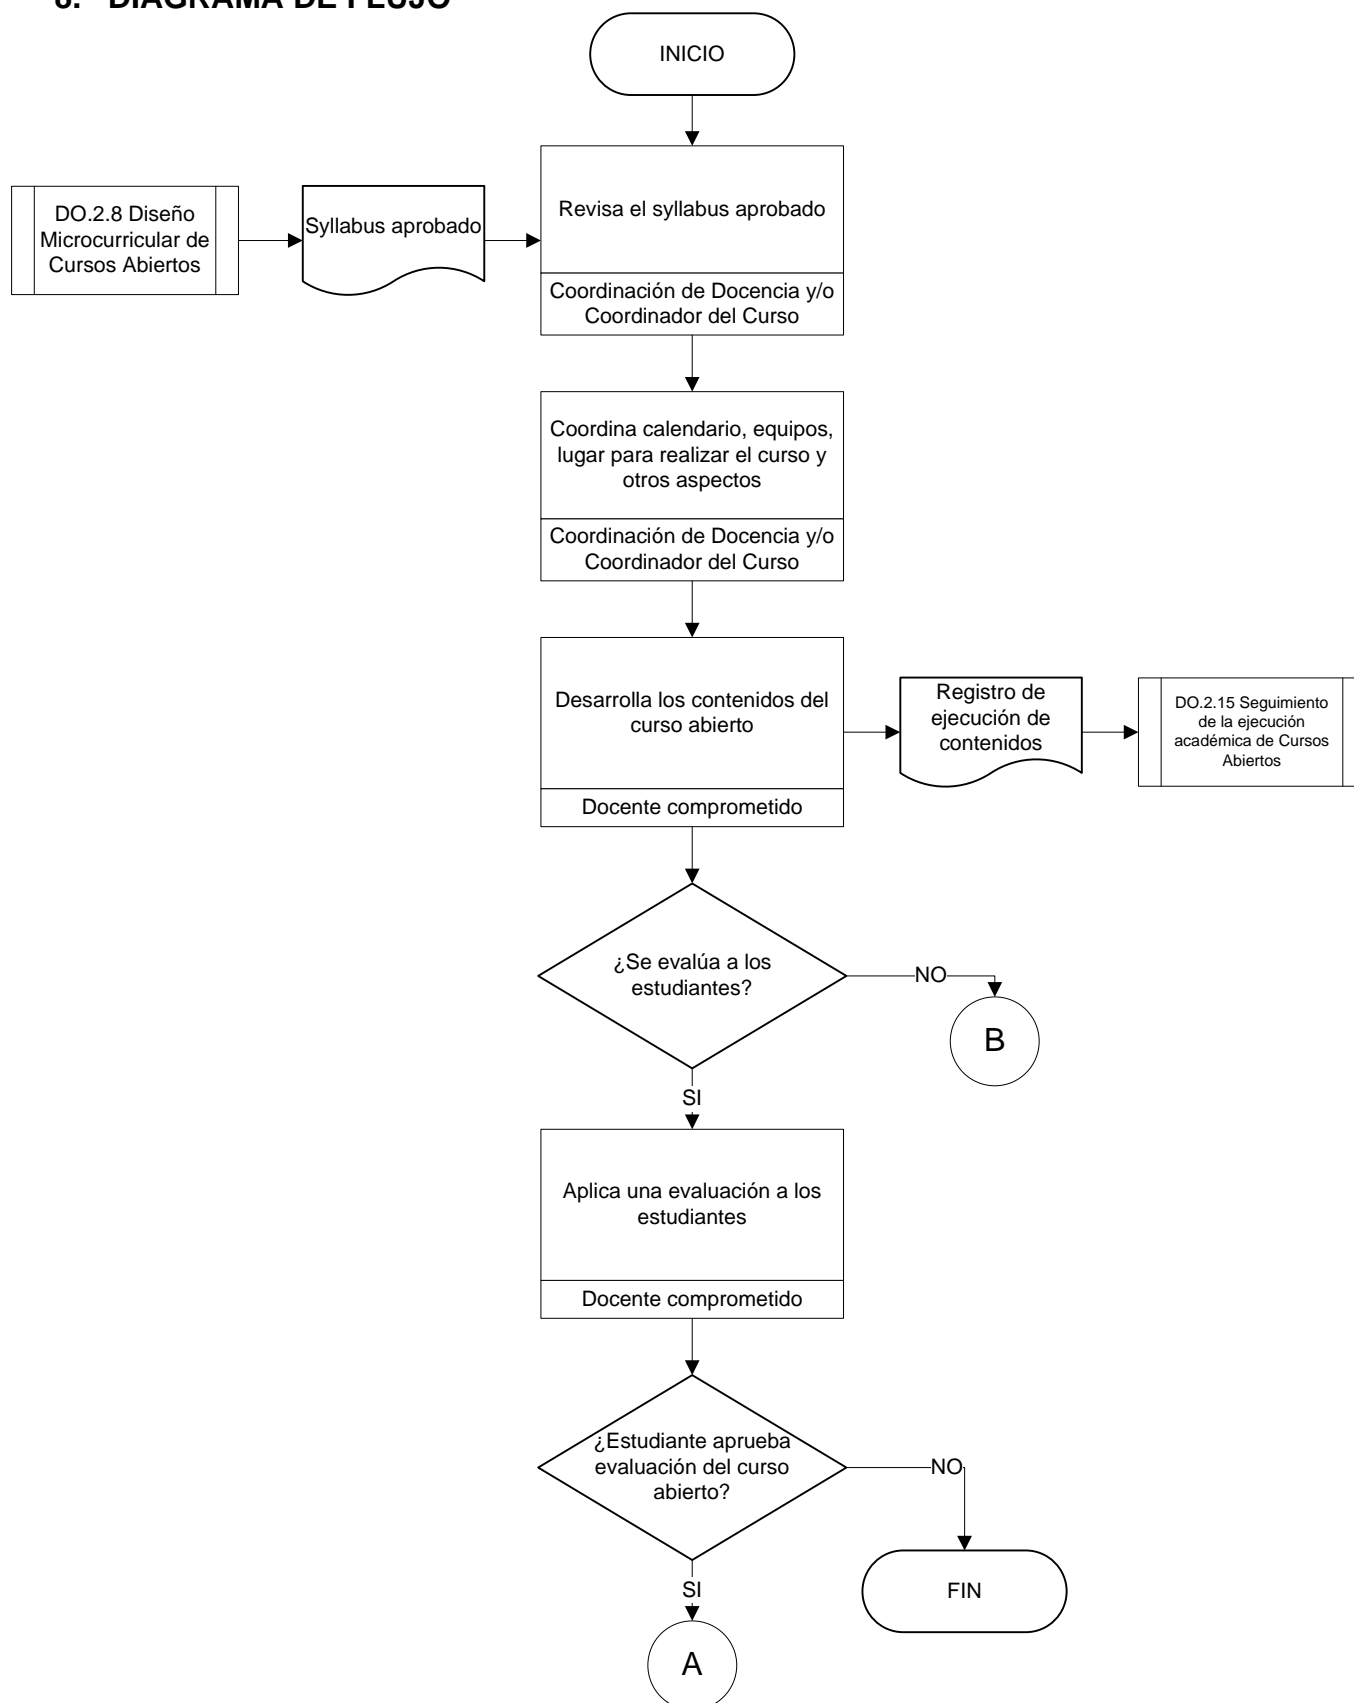 8. DIAGRAMA DE FLUJO
INICIO
DO.2.8 Diseño
Microcurricular de
Cursos Abiertos
Syllabus aprobado
Revisa el syllabus aprobado
Coordinación de Docencia y/o
Coordinador del Curso
Coordina calendario, equipos,
lugar para realizar el curso y
otros aspectos
Coordinación de Docencia y/o
Coordinador del Curso
Desarrolla los contenidos del
curso abierto
Docente comprometido
Registro de
ejecución de
contenidos
DO.2.15 Seguimiento
de la ejecución
académica de Cursos
Abiertos
¿Se evalúa a los
estudiantes?
NO
B
SI
Aplica una evaluación a los
estudiantes
Docente comprometido
¿Estudiante aprueba
evaluación del curso
abierto?
NO
FIN
SI
A